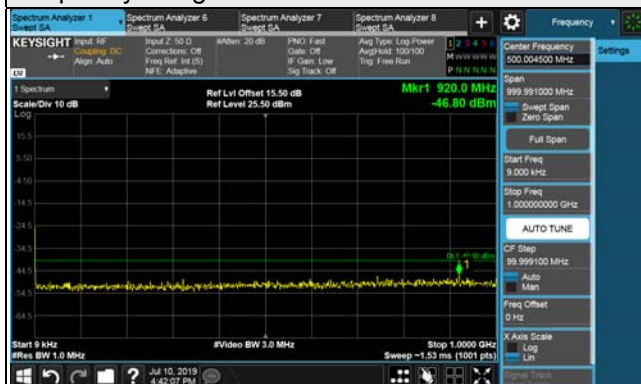 Spectrum Analyzer 1
Swept SA
Spectrum Analyzer 6
Swept SA
Spectrum Analyzer 7
Swept SA
Spectrum Analyzer 8
Swept SA
+
Frequency
KEYSIGHT
Input: RF
Coupling: DC
Align: Auto
Input Z: 50 Ω
Corrections: Off
Freq Ref: Int (S)
NFE: Adaptive
#Atten: 20 dB
PNO: Fast
Gate: Off
IF Gain: Low
Sig Track: Off
Avg Type: Log-Power
Avg|Hold: 100/100
Trig: Free Run
1 2 3 4 5 6
M W W W W W
P N N N N N
LXI
1 Spectrum
Scale/Div 10 dB
Log
Ref Lvl Offset 15.50 dB
Ref Level 25.50 dBm
Mkr1 920.0 MHz
-46.80 dBm
15.5
5.50
-4.50
-14.5
-24.5
-34.5
-44.5
-54.5
-64.5
1
Start 9 kHz
#Res BW 1.0 MHz
#Video BW 3.0 MHz
Stop 1.0000 GHz
Sweep ~1.53 ms (1001 pts)
Center Frequency
500.004500 MHz
Settings
Span
999.991000 MHz
Swept Span
Zero Span
Full Span
Start Freq
9.000 kHz
Stop Freq
1.000000000 GHz
AUTO TUNE
CF Step
99.999100 MHz
Auto
Man
Freq Offset
0 Hz
X Axis Scale
Log
Lin
Signal Track
?
Jul 10, 2019
4:42:07 PM